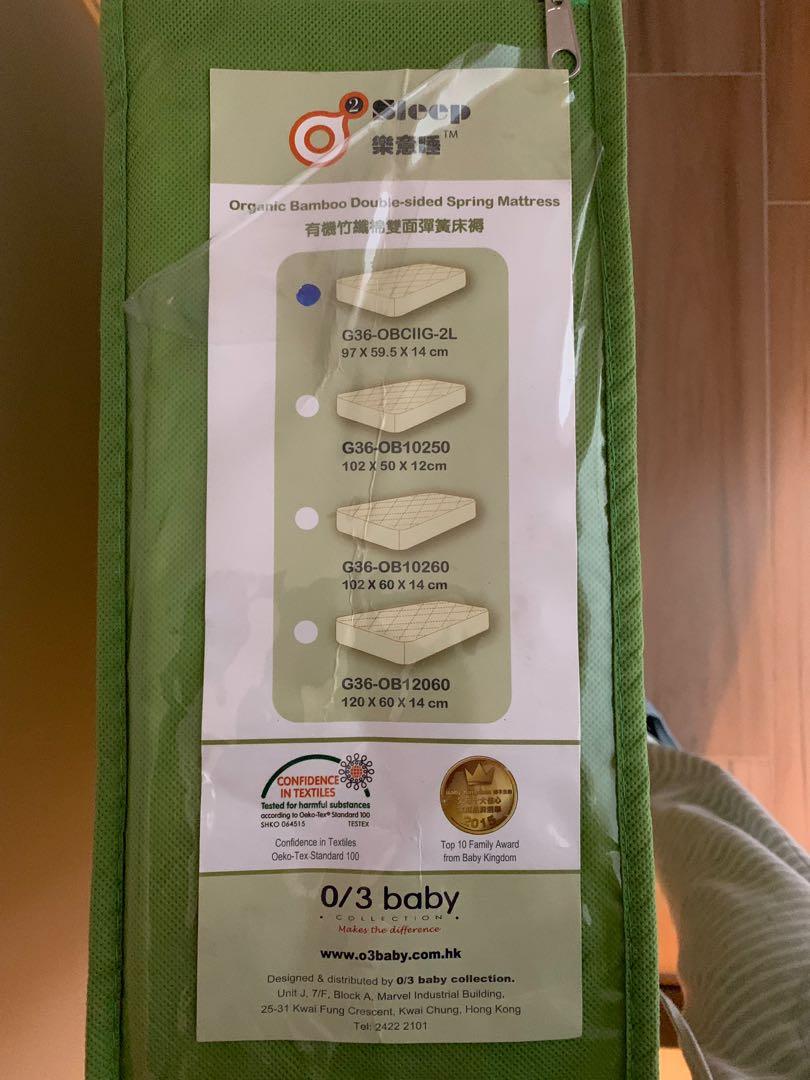 O2 Sleep TM
樂意睡
Organic Bamboo Double-sided Spring Mattress
有機竹纖棉雙面彈簧床褥
G36-OBCIIG-2L
97 X 59.5 X 14 cm
G36-OB10250
102 X 50 X 12cm
G36-OB10260
102 X 60 X 14 cm
G36-OB12060
120 X 60 X 14 cm
CONFIDENCE
IN TEXTILES
Tested for harmful substances
according to Oeko-Tex® Standard 100
SHKO 064515 TESTEX
Confidence in Textiles
Oeko-Tex Standard 100
Baby Kingdom
2015
Top 10 Family Award
from Baby Kingdom
0/3 baby
COLLECTION
Makes the difference
www.o3baby.com.hk
Designed & distributed by 0/3 baby collection.
Unit J, 7/F, Block A, Marvel Industrial Building,
25-31 Kwai Fung Crescent, Kwai Chung, Hong Kong
Tel: 2422 2101